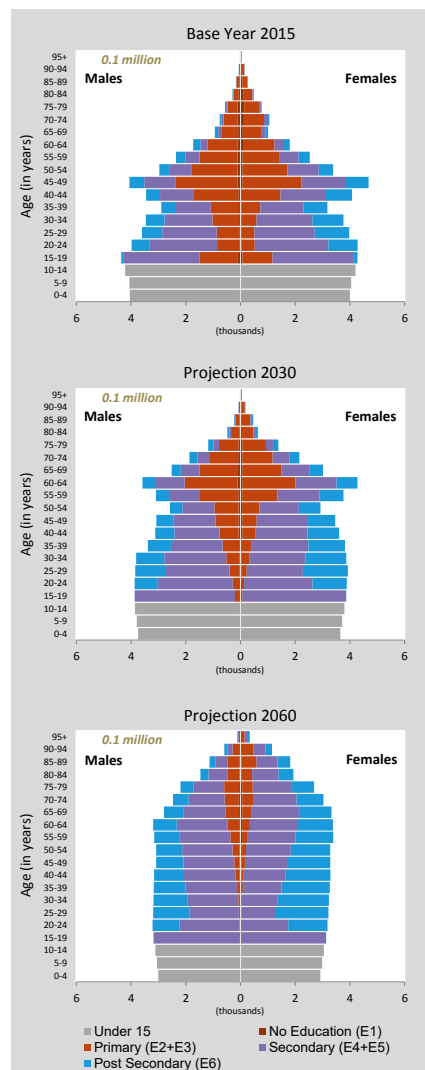 Base Year 2015
0.1 million
Males
Females
Age (in years)
95+
90-94
85-89
80-84
75-79
70-74
65-69
60-64
55-59
50-54
45-49
40-44
35-39
30-34
25-29
20-24
15-19
10-14
5-9
0-4
6 4 2 0 2 4 6
(thousands)
Projection 2030
0.1 million
Males
Females
Age (in years)
95+
90-94
85-89
80-84
75-79
70-74
65-69
60-64
55-59
50-54
45-49
40-44
35-39
30-34
25-29
20-24
15-19
10-14
5-9
0-4
6 4 2 0 2 4 6
(thousands)
Projection 2060
0.1 million
Males
Females
Age (in years)
95+
90-94
85-89
80-84
75-79
70-74
65-69
60-64
55-59
50-54
45-49
40-44
35-39
30-34
25-29
20-24
15-19
10-14
5-9
0-4
6 4 2 0 2 4 6
(thousands)
Under 15 No Education (E1)
Primary (E2+E3) Secondary (E4+E5)
Post Secondary (E6)